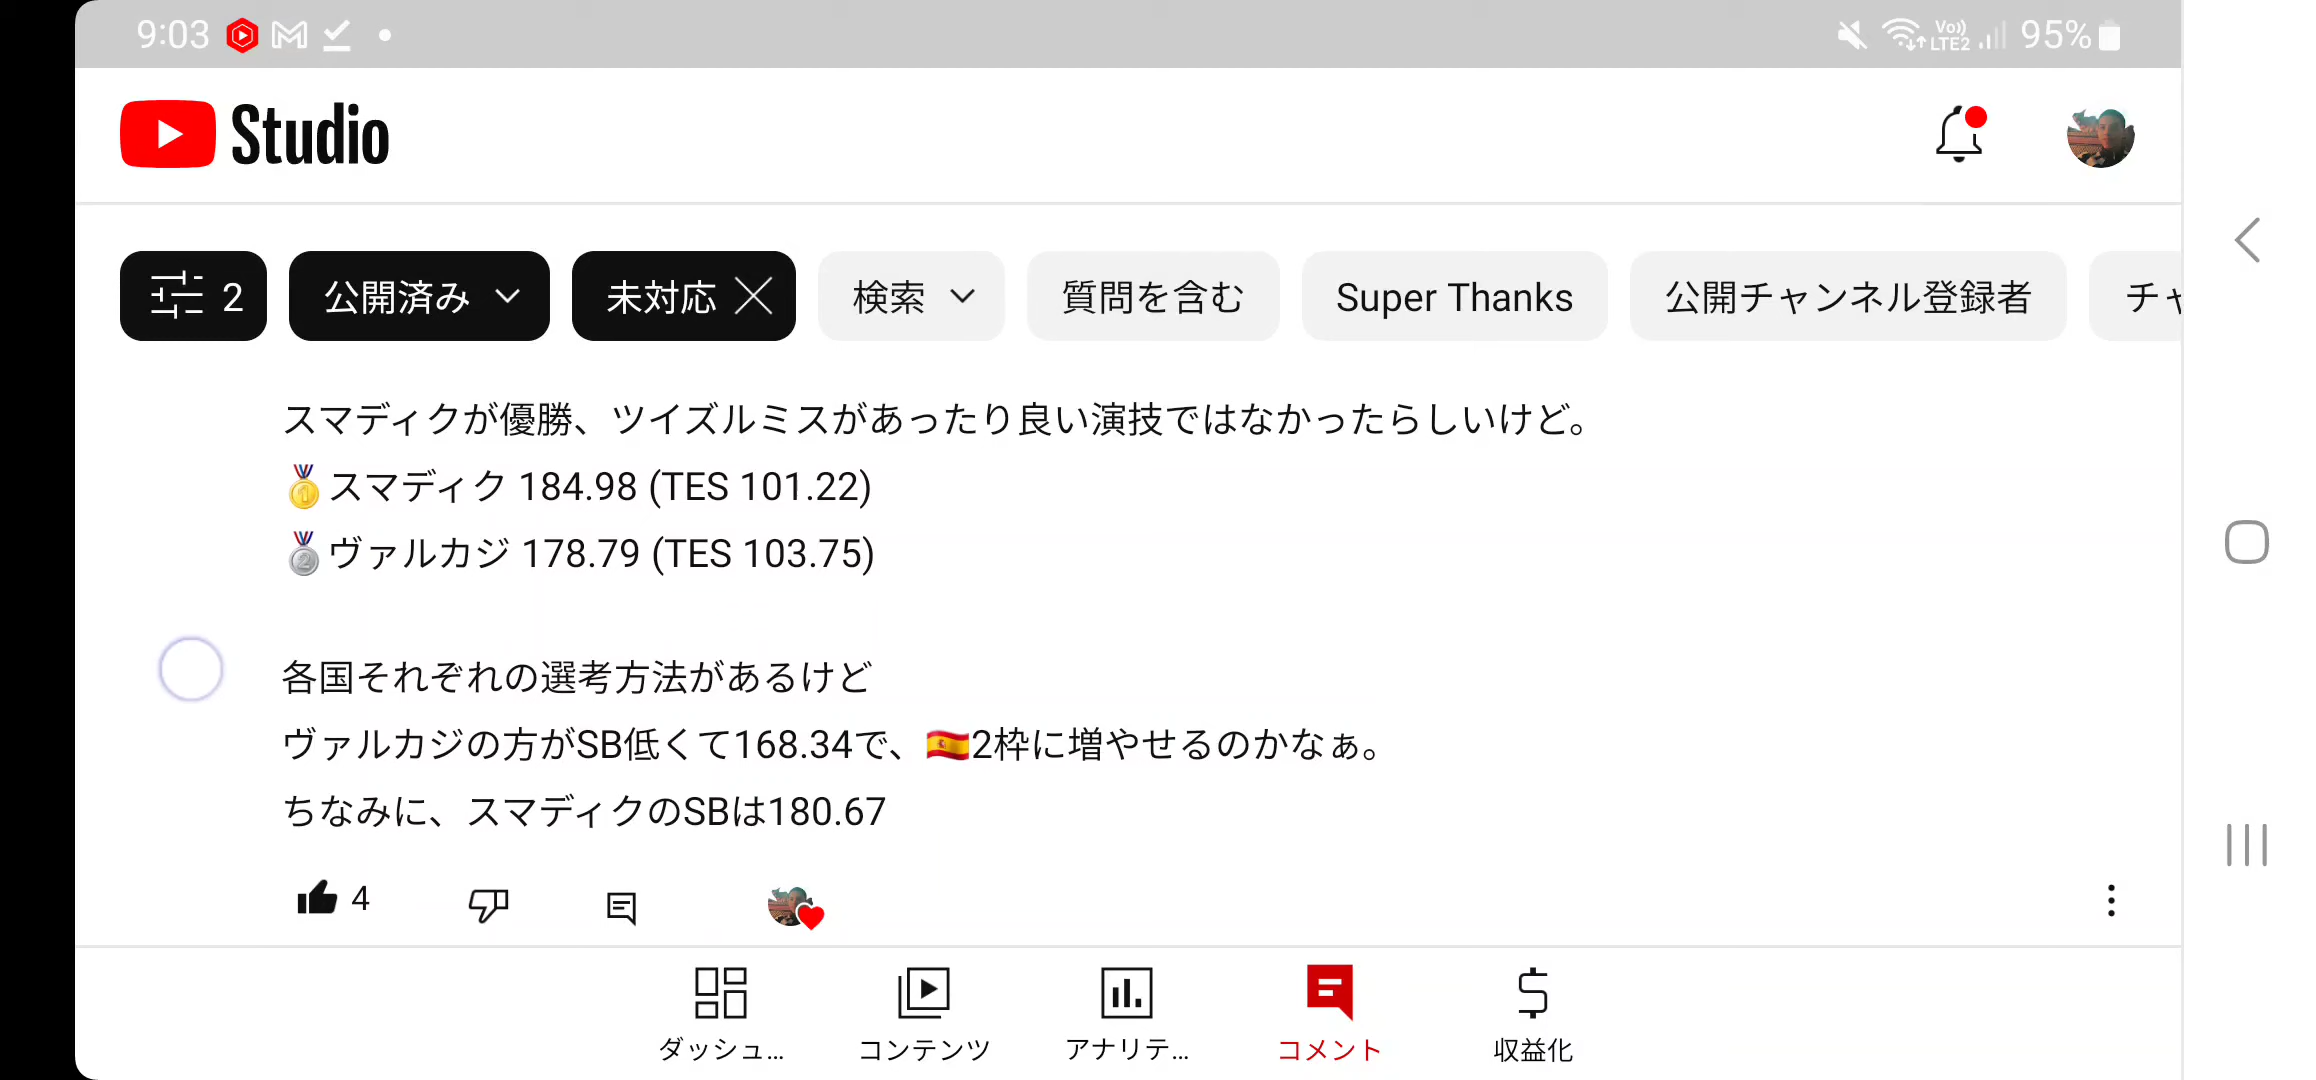 9:03
Vo))
LTE2
95%
Studio
2
公開済み
未対応
検索
質問を含む
Super Thanks
公開チャンネル登録者
チャ
スマディクが優勝、ツイズルミスがあったり良い演技ではなかったらしいけど。
🥇スマディク 184.98 (TES 101.22)
🥈ヴァルカジ 178.79 (TES 103.75)
各国それぞれの選考方法があるけど
ヴァルカジの方がSB低くて168.34で、🇪🇸2枠に増やせるのかなぁ。
ちなみに、スマディクのSBは180.67
4
ダッシュ...
コンテンツ
アナリテ...
コメント
収益化